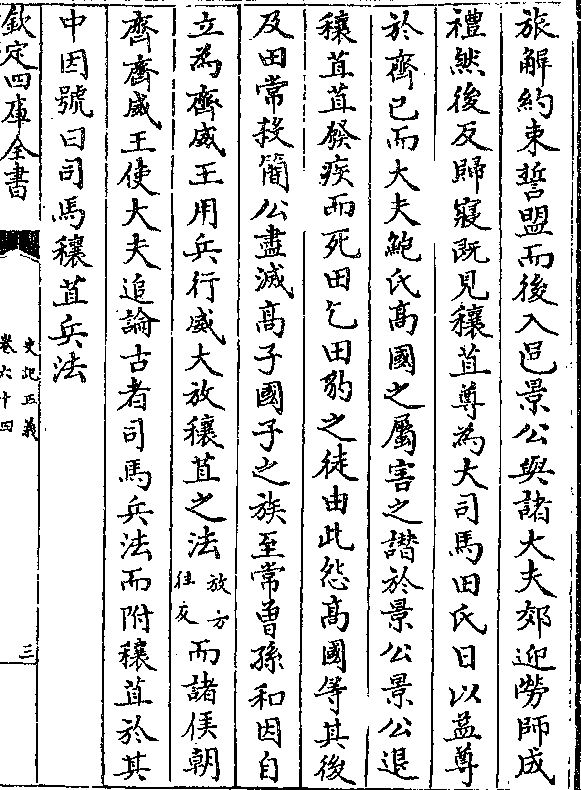 旅解約束誓盟而後入邑景公與諸大夫郊迎勞師成
禮然後反歸寢既見穰苴尊為大司馬田氏日以益尊
於齊已而大夫鮑氏髙國之屬害之譖於景公景公退
穰苴苴發疾而死田乞田豹之徒由此怨髙國等其後
及田常殺簡公盡滅髙子國子之族至常曽孫和因自
立為齊威王用兵行威大放穰苴之法放方往反而諸侯朝
齊齊威王使大夫追論古者司馬兵法而附穰苴於其
中因號曰司馬穰苴兵法
欽定四庫全書
史記正義
卷六十四
三